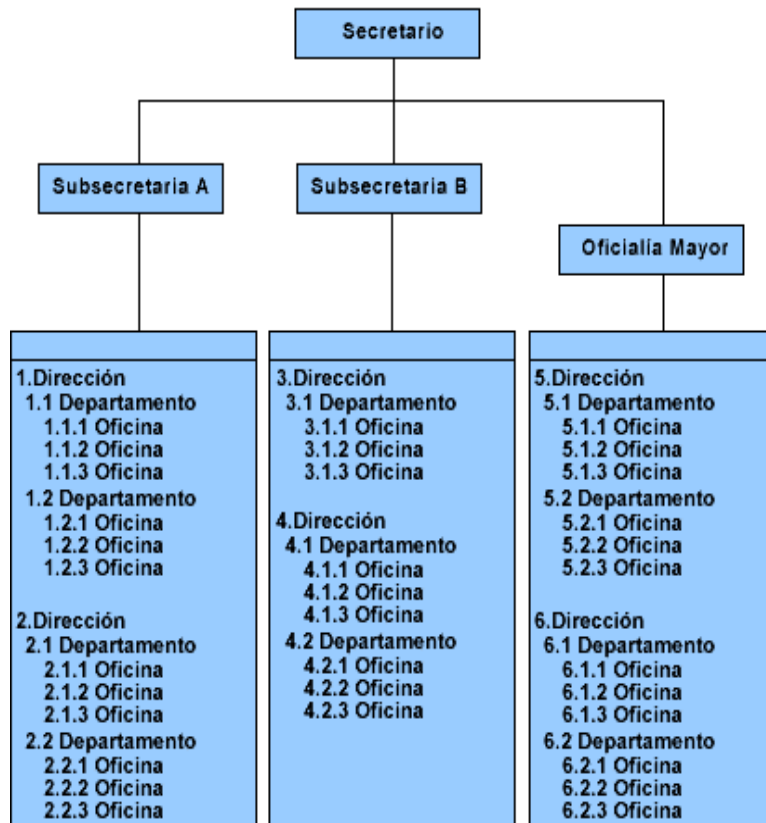 Secretario
Subsecretaria A
Subsecretaria B
Oficialía Mayor
1.Dirección
1.1 Departamento
1.1.1 Oficina
1.1.2 Oficina
1.1.3 Oficina
1.2 Departamento
1.2.1 Oficina
1.2.2 Oficina
1.2.3 Oficina
2.Dirección
2.1 Departamento
2.1.1 Oficina
2.1.2 Oficina
2.1.3 Oficina
2.2 Departamento
2.2.1 Oficina
2.2.2 Oficina
2.2.3 Oficina
3.Dirección
3.1 Departamento
3.1.1 Oficina
3.1.2 Oficina
3.1.3 Oficina
4.Dirección
4.1 Departamento
4.1.1 Oficina
4.1.2 Oficina
4.1.3 Oficina
4.2 Departamento
4.2.1 Oficina
4.2.2 Oficina
4.2.3 Oficina
5.Dirección
5.1 Departamento
5.1.1 Oficina
5.1.2 Oficina
5.1.3 Oficina
5.2 Departamento
5.2.1 Oficina
5.2.2 Oficina
5.2.3 Oficina
6.Dirección
6.1 Departamento
6.1.1 Oficina
6.1.2 Oficina
6.1.3 Oficina
6.2 Departamento
6.2.1 Oficina
6.2.2 Oficina
6.2.3 Oficina